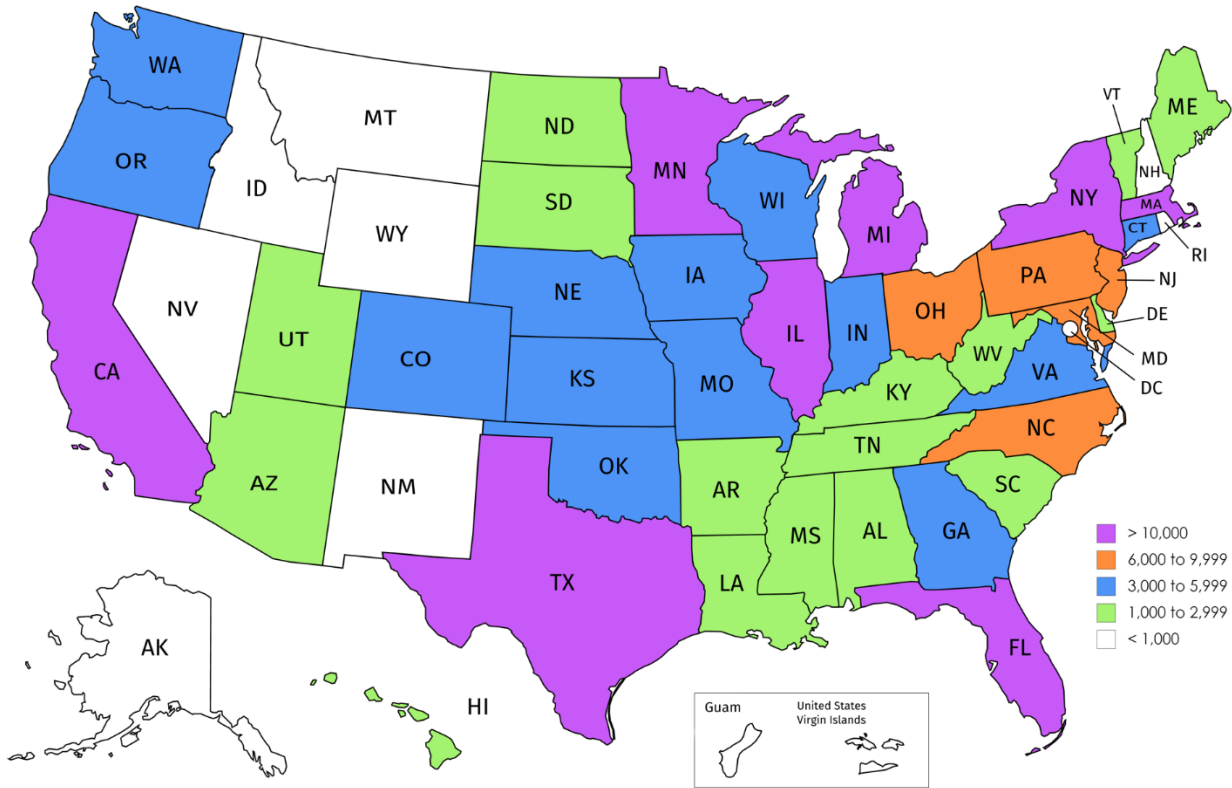 WA
MT
ND
MN
VT
ME
OR
ID
SD
WI
NH
NY
MA
WY
MI
CT
RI
IA
PA
NE
NJ
NV
OH
DE
UT
IL
IN
CO
WV
MD
CA
KS
MO
VA
DC
KY
NC
TN
OK
AZ
NM
AR
SC
MS
AL
GA
LA
TX
FL
AK
HI
> 10,000
6,000 to 9,999
3,000 to 5,999
1,000 to 2,999
< 1,000
Guam
United States
Virgin Islands